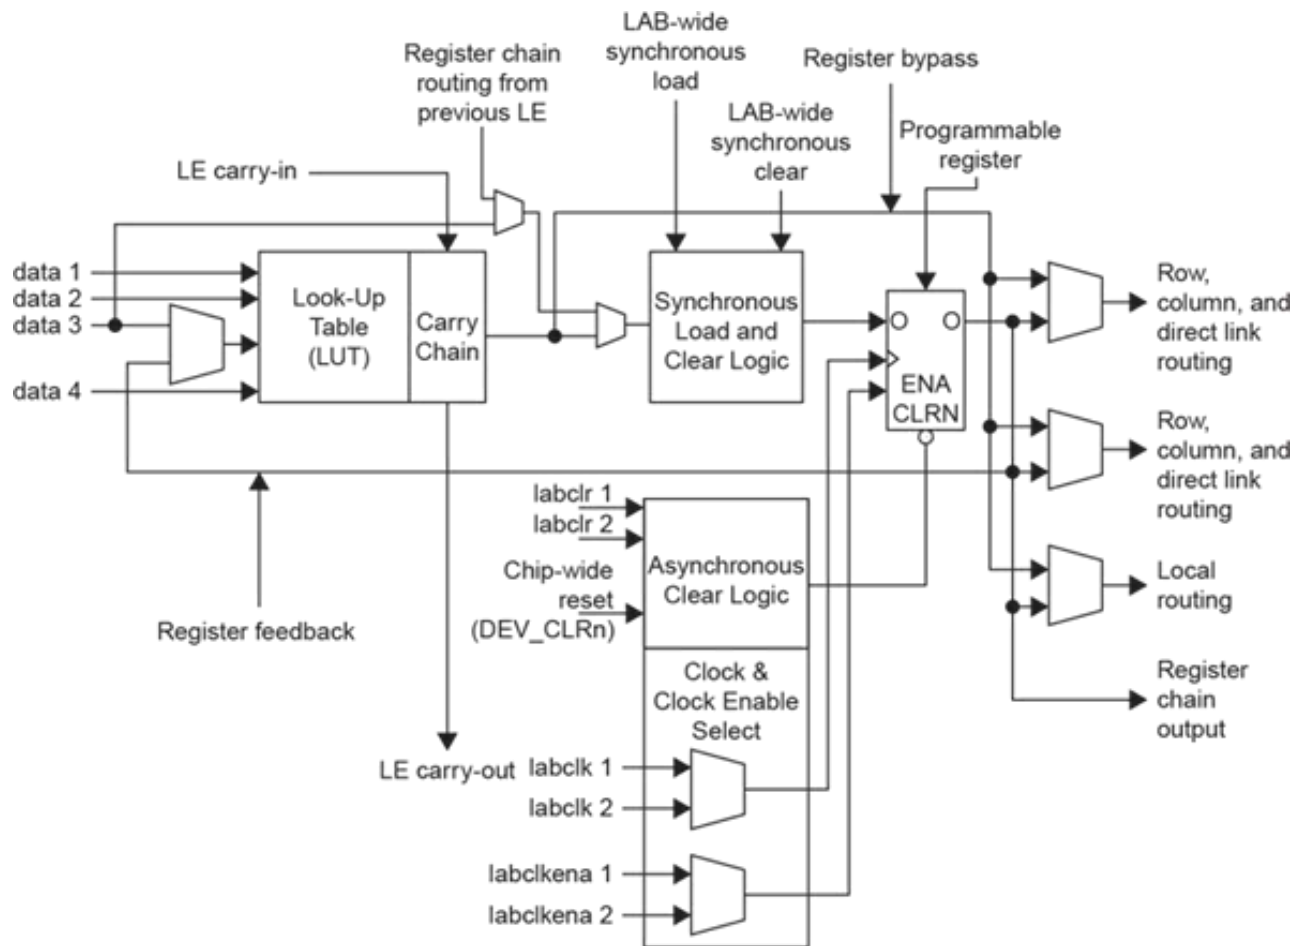 LAB-wide
synchronous
load
Register chain
routing from
previous LE
Register bypass
LAB-wide
synchronous
clear
Programmable
register
LE carry-in
data 1
data 2
data 3
data 4
Look-Up
Table
(LUT)
Carry
Chain
Synchronous
Load and
Clear Logic
O O
ENA
CLRN
Row,
column, and
direct link
routing
Row,
column, and
direct link
routing
Local
routing
Register
chain
output
Register feedback
labclr 1
labclr 2
Chip-wide
reset
(DEV_CLRn)
Asynchronous
Clear Logic
Clock &
Clock Enable
Select
LE carry-out
labclk 1
labclk 2
labclkena 1
labclkena 2